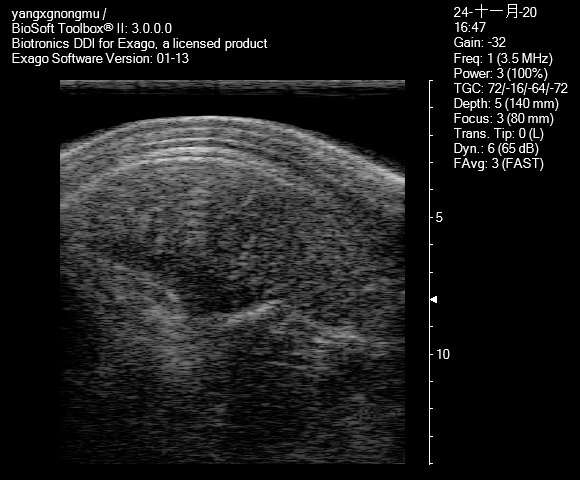 yangxgnongmu /
BioSoft Toolbox® II: 3.0.0.0
Biotronics DDI for Exago, a licensed product
Exago Software Version: 01-13
24-十一月-20
16:47
Gain: -32
Freq: 1 (3.5 MHz)
Power: 3 (100%)
TGC: 72/-16/-64/-72
Depth: 5 (140 mm)
Focus: 3 (80 mm)
Trans. Tip: 0 (L)
Dyn.: 6 (65 dB)
FAvg: 3 (FAST)
5
10